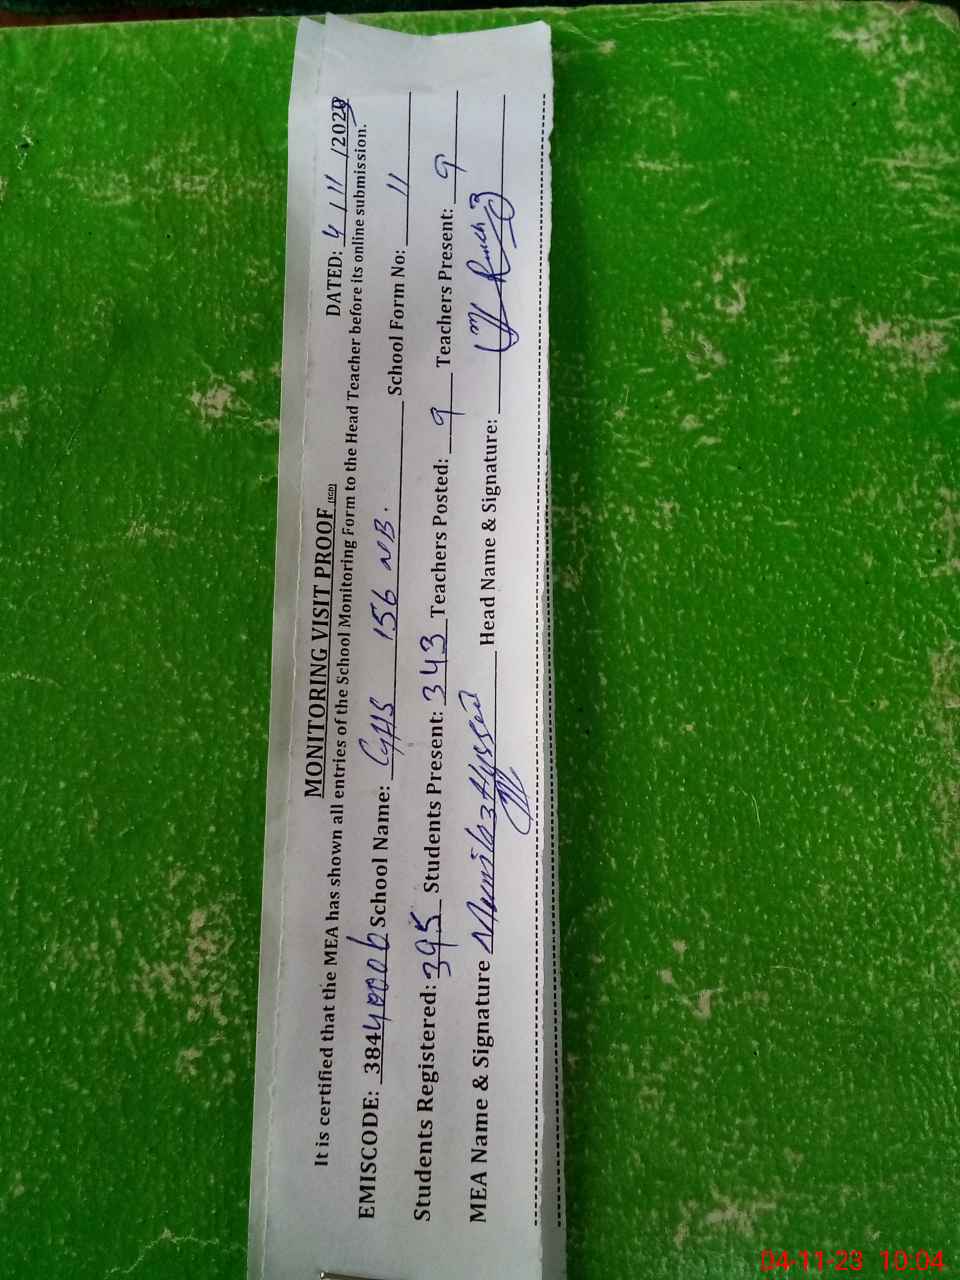 MONITORING VISIT PROOF (SGD)
DATED: 4 / 11 /202
It is certified that the MEA has shown all entries of the School Monitoring Form to the Head Teacher before its online submission.
EMISCODE: 38440006 School Name: GHS 156 NB. School Form No: 11
Students Registered: 395 Students Present: 343 Teachers Posted: 9 Teachers Present: 9
MEA Name & Signature Head Name & Signature:
04-11-23 10:04